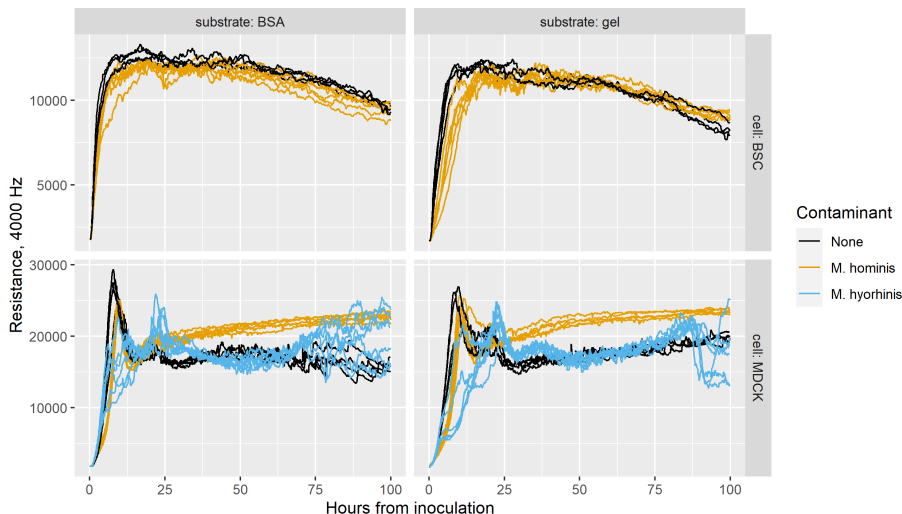 substrate: BSA
substrate: gel
10000
5000
cell: BSC
30000
20000
10000
cell: MDCK
0
25
50
75
100
0
25
50
75
100
Hours from inoculation
Resistance, 4000 Hz
Contaminant
None
M. hominis
M. hyorhinis